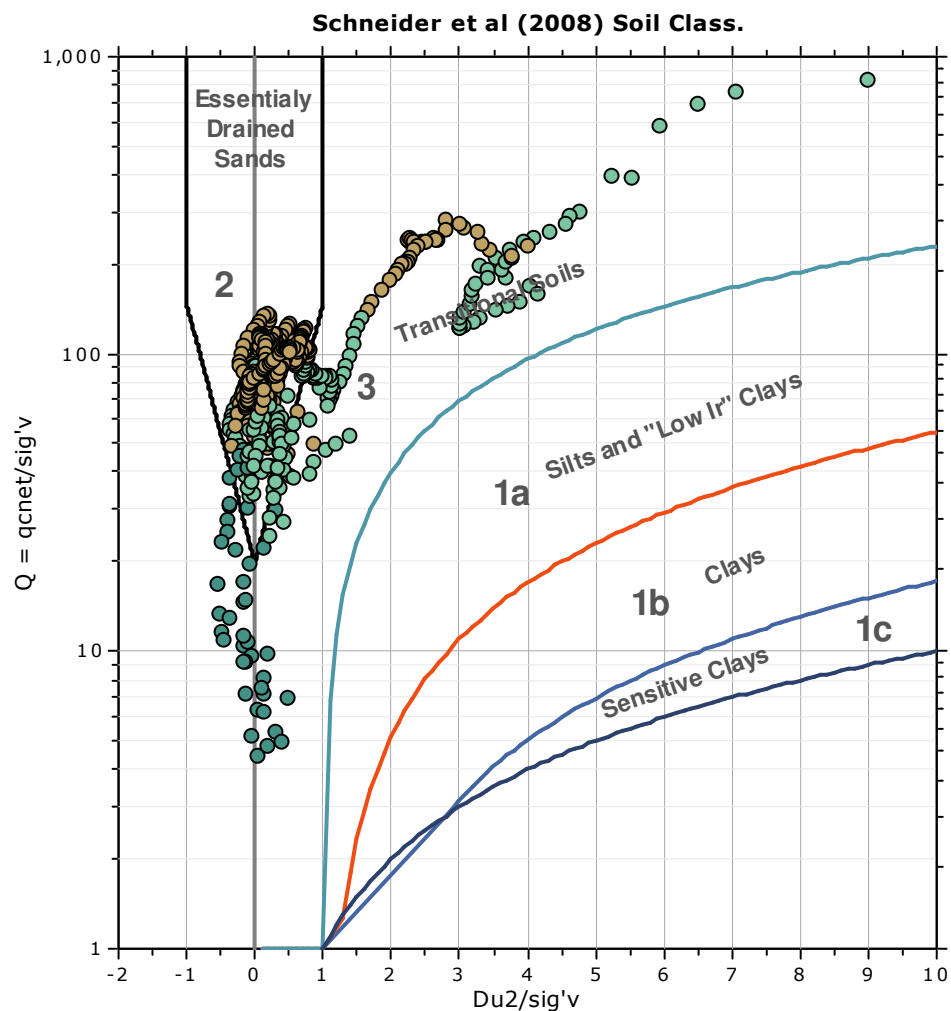 Schneider et al (2008) Soil Class.
1,000
Essentialy
Drained
Sands
2
Transitional Soils
100
3
Silts and "Low Ir" Clays
1a
Clays
1b
10
1c
Sensitive Clays
1
-2 -1 0 1 2 3 4 5 6 7 8 9 10
Du2/sig'v
Q = qcnet/sig'v